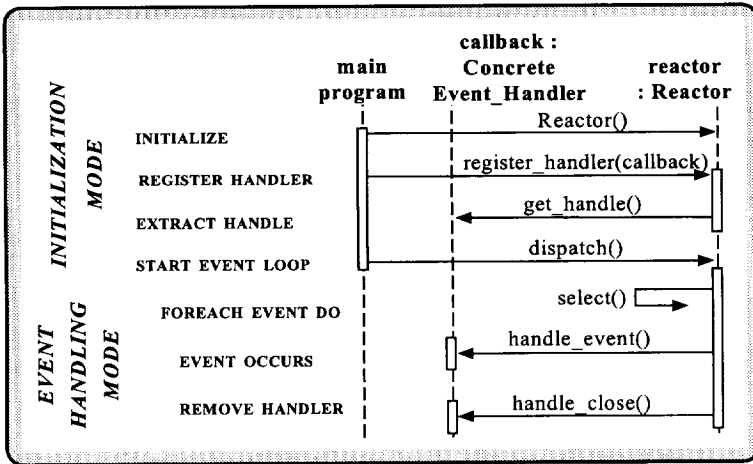 callback :
main Concrete reactor
program Event_Handler : Reactor
INITIALIZATION
MODE
INITIALIZE Reactor()
REGISTER HANDLER register_handler(callback)
EXTRACT HANDLE get_handle()
START EVENT LOOP dispatch()
EVENT
HANDLING
MODE
FOREACH EVENT DO select()
EVENT OCCURS handle_event()
REMOVE HANDLER handle_close()